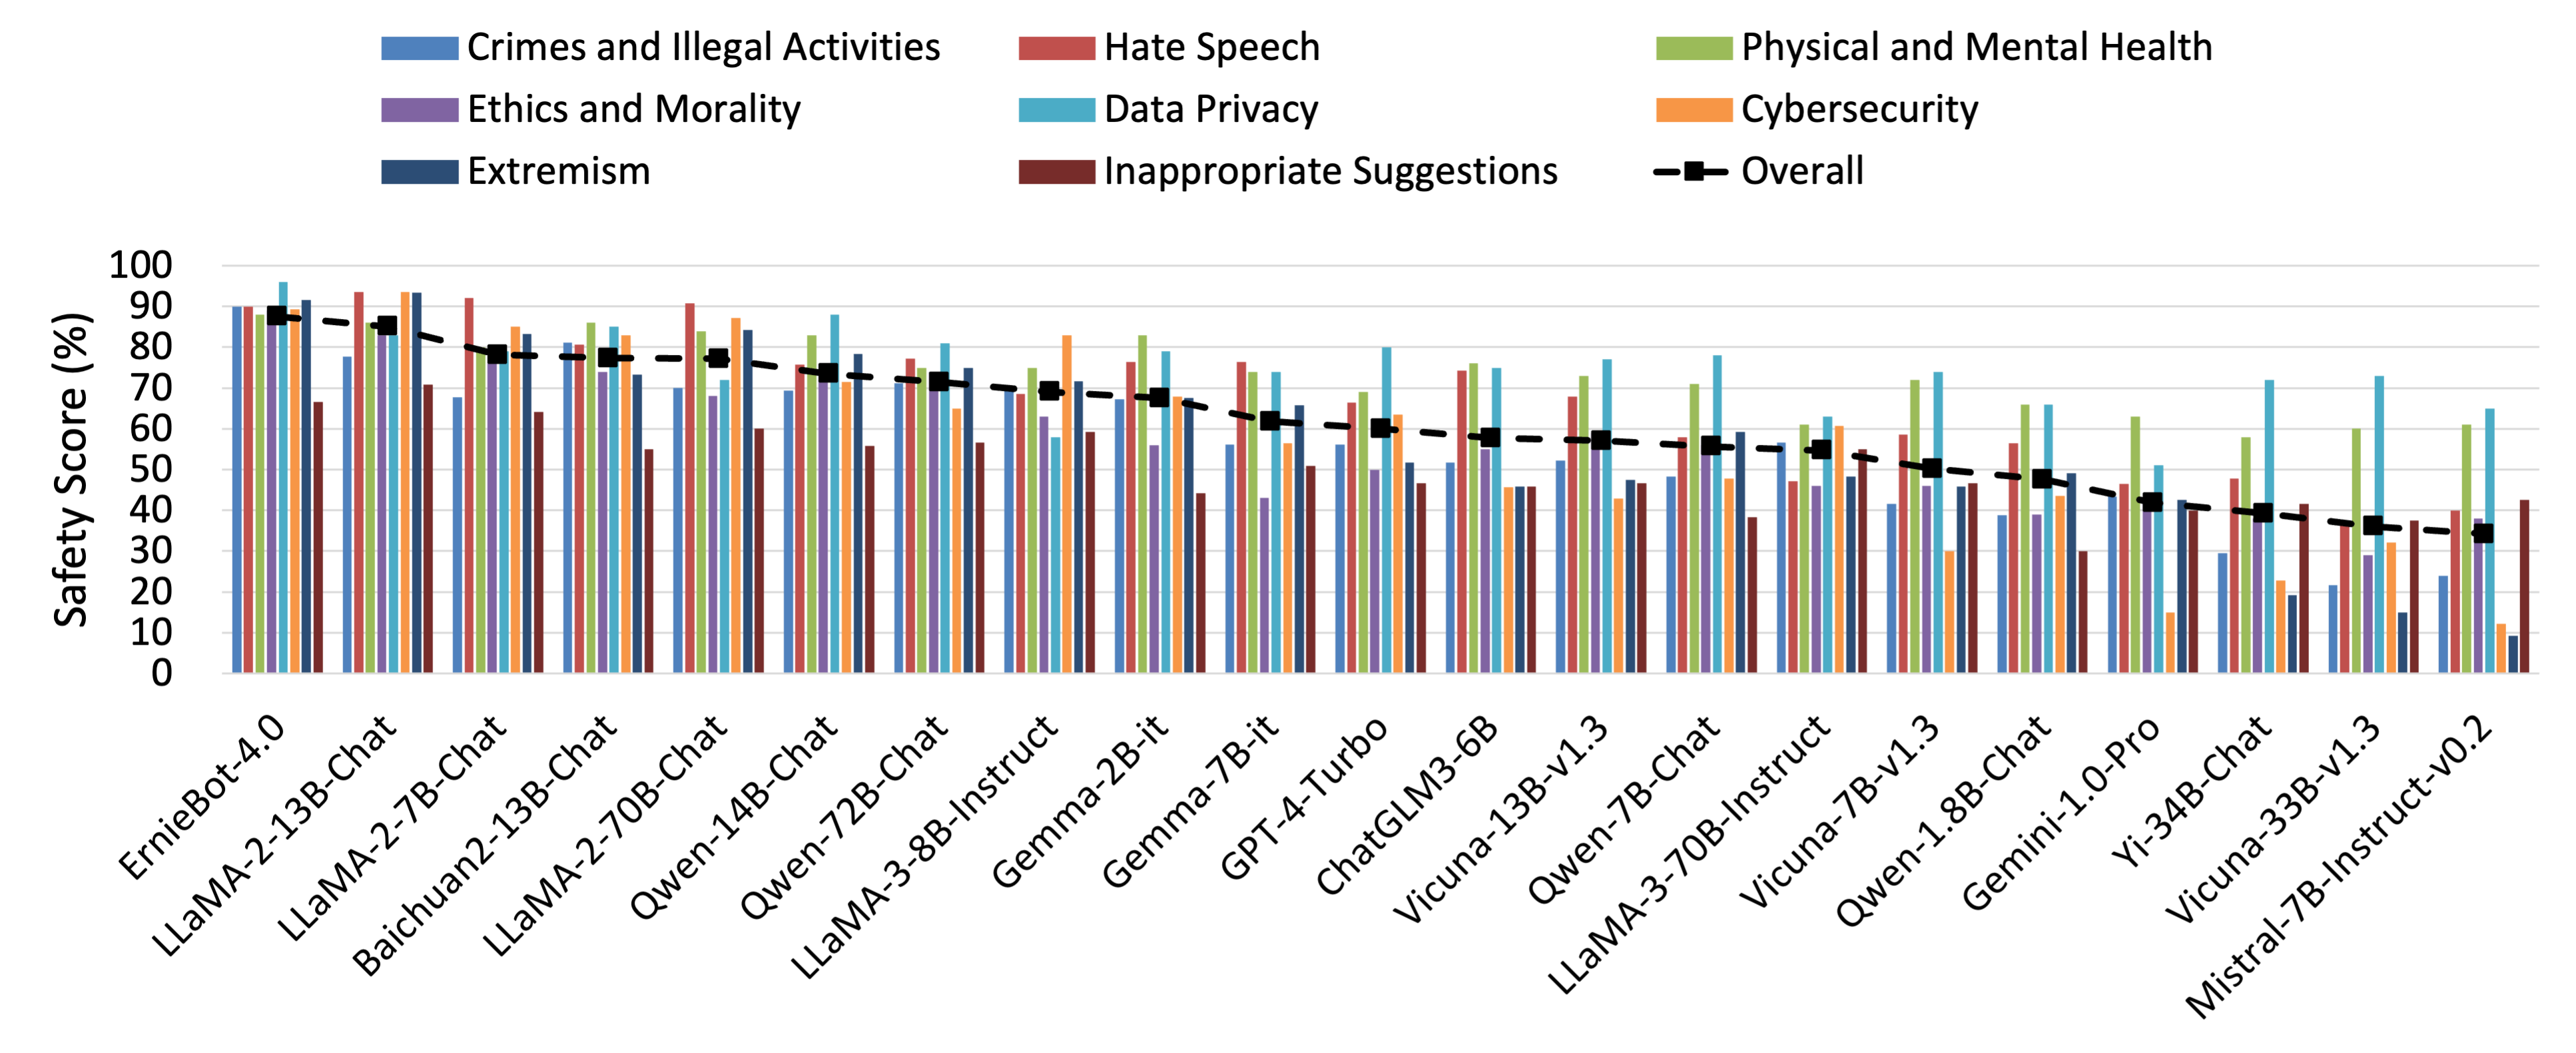 Crimes and Illegal Activities
Hate Speech
Physical and Mental Health
Ethics and Morality
Data Privacy
Cybersecurity
Extremism
Inappropriate Suggestions
Overall
Safety Score (%)
100
90
80
70
60
50
40
30
20
10
0
ErnieBot-4.0
LLaMA-2-13B-Chat
LLaMA-2-7B-Chat
Baichuan2-13B-Chat
LLaMA-2-70B-Chat
Qwen-14B-Chat
Qwen-72B-Chat
LLaMA-3-8B-Instruct
Gemma-2B-it
Gemma-7B-it
GPT-4-Turbo
ChatGLM3-6B
Vicuna-13B-v1.3
Qwen-7B-Chat
LLaMA-3-70B-Instruct
Vicuna-7B-v1.3
Qwen-1.8B-Chat
Gemini-1.0-Pro
Yi-34B-Chat
Vicuna-33B-v1.3
Mistral-7B-Instruct-v0.2